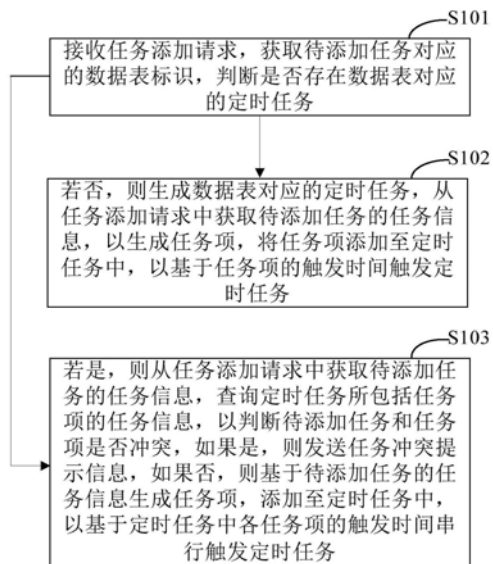 S101
接收任务添加请求，获取待添加任务对应
的数据表标识，判断是否存在数据表对应
的定时任务
S102
若否，则生成数据表对应的定时任务，从
任务添加请求中获取待添加任务的任务信
息，以生成任务项，将任务项添加至定时
任务中，以基于任务项的触发时间触发定
时任务
S103
若是，则从任务添加请求中获取待添加任
务的任务信息，查询定时任务所包括任务
项的任务信息，以判断待添加任务和任务
项是否冲突，如果是，则发送任务冲突提
示信息，如果否，则基于待添加任务的任
务信息生成任务项，添加至定时任务中，
以基于定时任务中各任务项的触发时间串
行触发定时任务